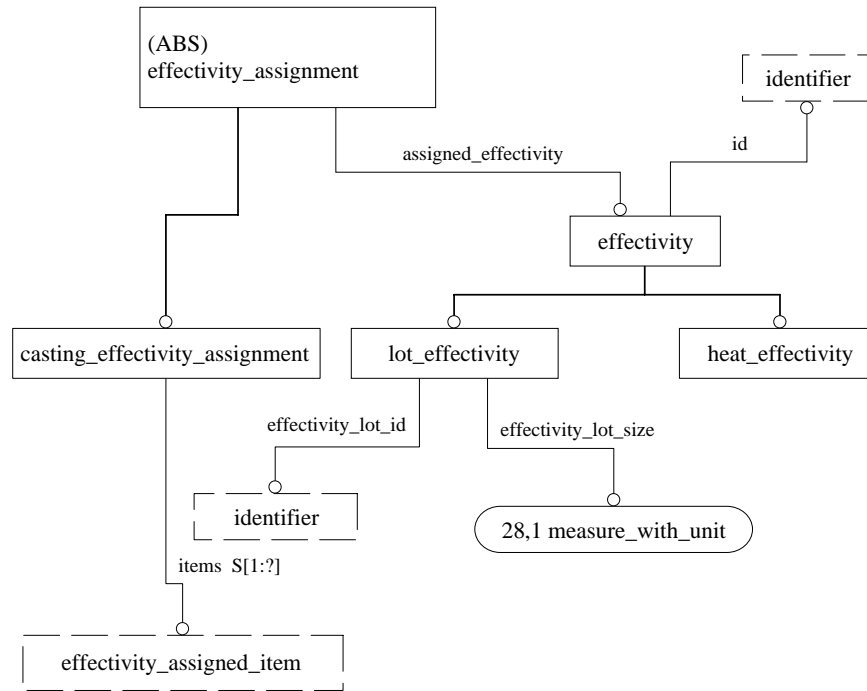 (ABS)
effectivity_assignment
identifier
assigned_effectivity
id
effectivity
casting_effectivity_assignment
lot_effectivity
heat_effectivity
effectivity_lot_id
effectivity_lot_size
identifier
28,1 measure_with_unit
items S[1:?]
effectivity_assigned_item